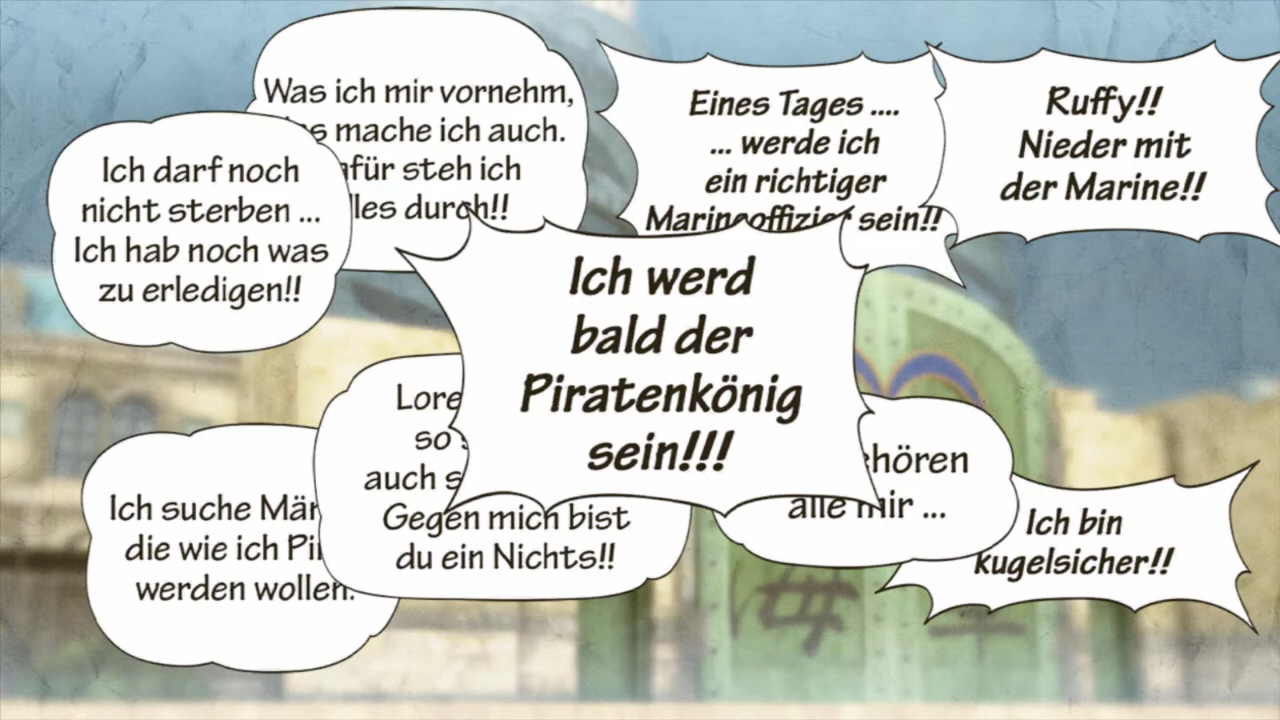 Was ich mir vornehm,
mache ich auch.
steh ich
durch!!
Ich darf noch
nicht sterben ...
Ich hab noch was
zu erledigen!!
Eines Tages ....
... werde ich
ein richtiger
Marineoffizier sein!!
Ruffy!!
Nieder mit
der Marine!!
Ich werd
bald der
Piratenkönig
sein!!!
so
auch
Gegen mich bist
du ein Nichts!!
alle mir ...
Ich suche
die wie ich
werden wollen.
Ich bin
kugelsicher!!